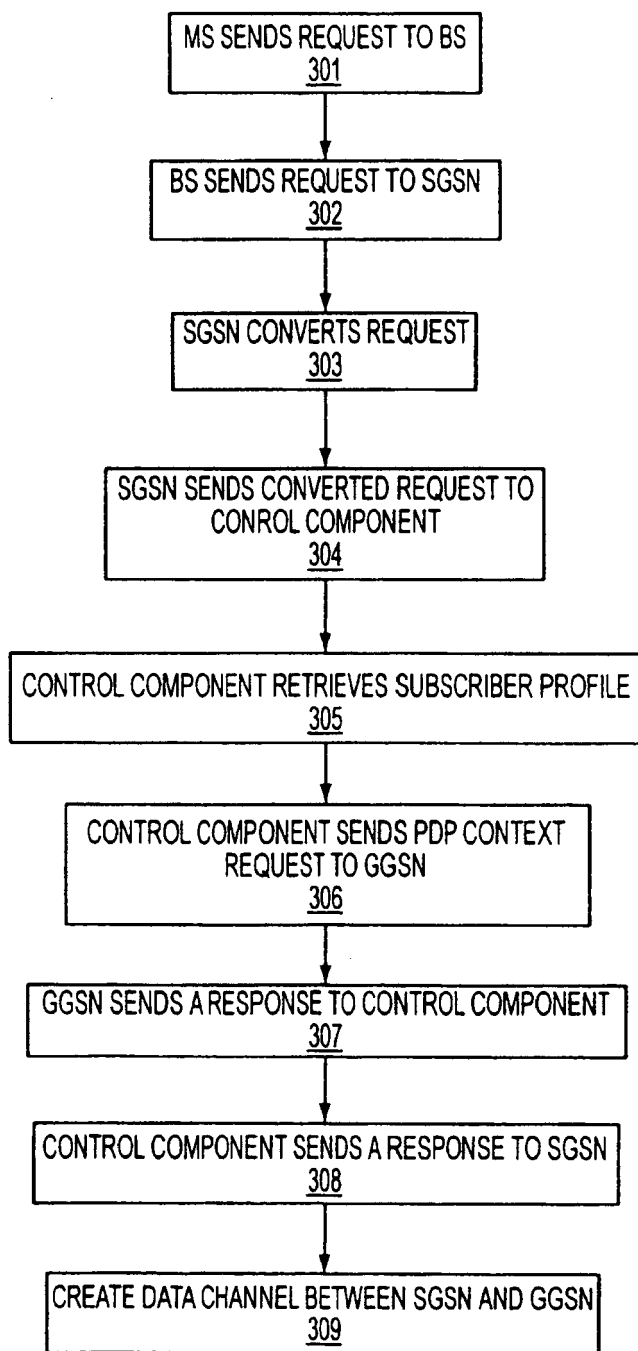 MS SENDS REQUEST TO BS
301
BS SENDS REQUEST TO SGSN
302
SGSN CONVERTS REQUEST
303
SGSN SENDS CONVERTED REQUEST TO
CONROL COMPONENT
304
CONTROL COMPONENT RETRIEVES SUBSCRIBER PROFILE
305
CONTROL COMPONENT SENDS PDP CONTEXT
REQUEST TO GGSN
306
GGSN SENDS A RESPONSE TO CONTROL COMPONENT
307
CONTROL COMPONENT SENDS A RESPONSE TO SGSN
308
CREATE DATA CHANNEL BETWEEN SGSN AND GGSN
309